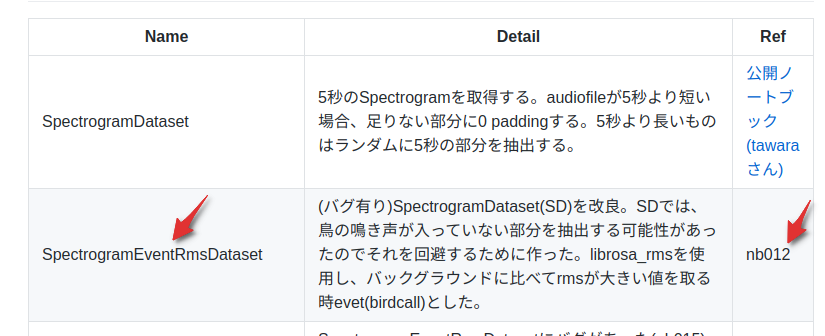 Name Detail Ref
SpectrogramDataset
5秒のSpectrogramを取得する。audiofileが5秒より短い
場合、足りない部分に0 paddingする。5秒より長いもの
はランダムに5秒の部分を抽出する。
公開ノ
ートブ
ック
(tawara
さん)
SpectrogramEventRmsDataset
(バグ有り)SpectrogramDataset(SD)を改良。SDでは、
鳥の鳴き声が入っていない部分を抽出する可能性があっ
たのでそれを回避するために作った。librosa_rmsを使
用し、バックグラウンドに比べてrmsが大きい値を取る
時evet(birdcall)とした。
nb012